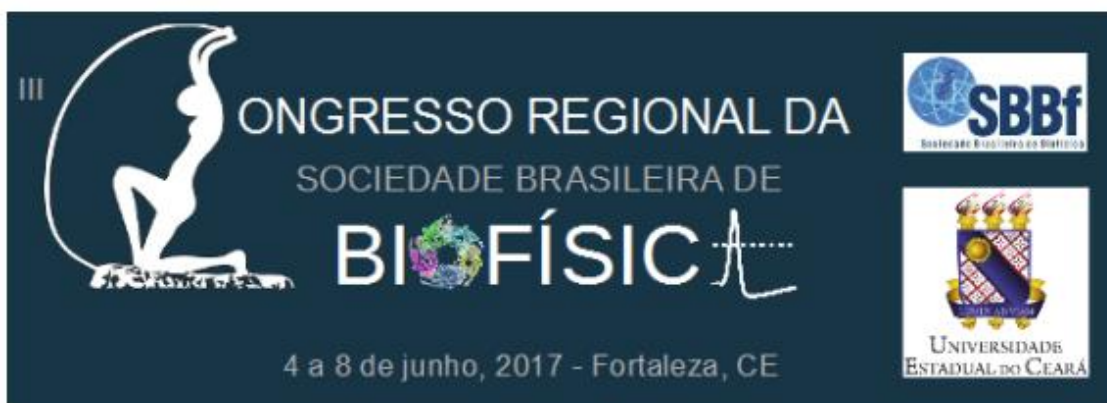 III
CONGRESSO REGIONAL DA
SOCIEDADE BRASILEIRA DE
BIOFÍSICA
4 a 8 de junho, 2017 - Fortaleza, CE
SBBf
Sociedade Brasileira de Biofísica
UNIVERSIDADE
ESTADUAL DO CEARÁ